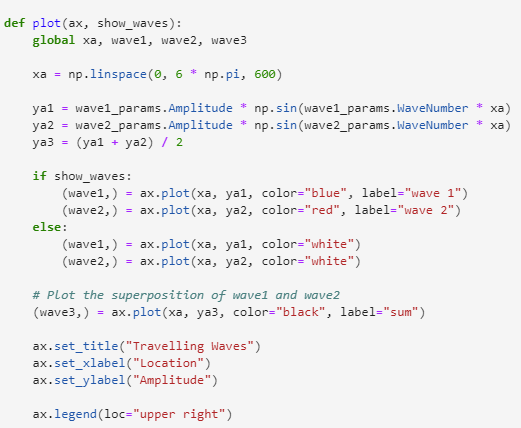 def plot(ax, show_waves):
    global xa, wave1, wave2, wave3

    xa = np.linspace(0, 6 * np.pi, 600)

    ya1 = wave1_params.Amplitude * np.sin(wave1_params.WaveNumber * xa)
    ya2 = wave2_params.Amplitude * np.sin(wave2_params.WaveNumber * xa)
    ya3 = (ya1 + ya2) / 2

    if show_waves:
        (wave1,) = ax.plot(xa, ya1, color="blue", label="wave 1")
        (wave2,) = ax.plot(xa, ya2, color="red", label="wave 2")
    else:
        (wave1,) = ax.plot(xa, ya1, color="white")
        (wave2,) = ax.plot(xa, ya2, color="white")

    # Plot the superposition of wave1 and wave2
    (wave3,) = ax.plot(xa, ya3, color="black", label="sum")

    ax.set_title("Travelling Waves")
    ax.set_xlabel("Location")
    ax.set_ylabel("Amplitude")

    ax.legend(loc="upper right")